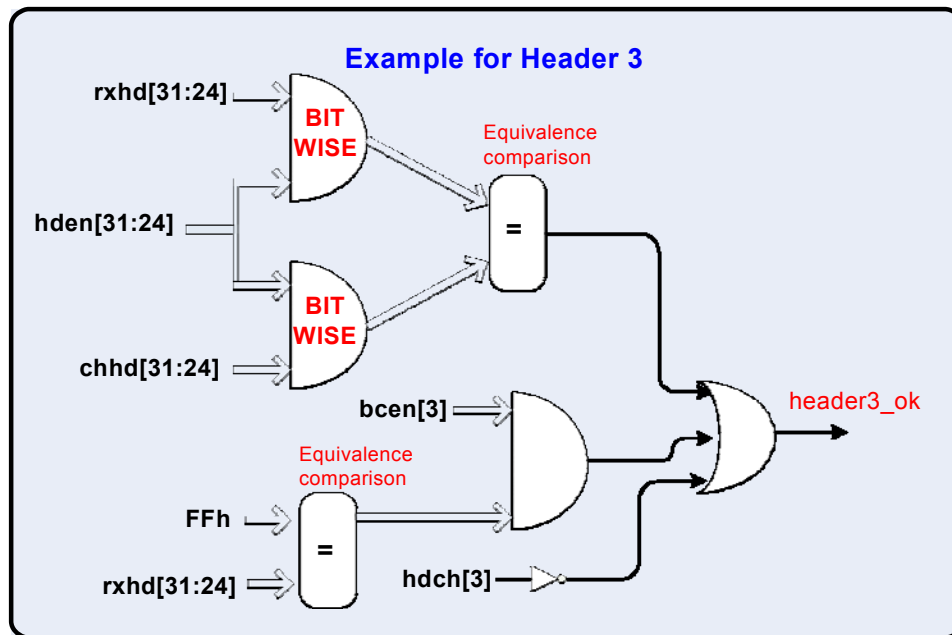 Example for Header 3
rxhd[31:24]
BIT
WISE
Equivalence
comparison
hden[31:24]
=
BIT
WISE
chhd[31:24]
bcen[3]
header3_ok
Equivalence
comparison
FFh
=
rxhd[31:24]
hdch[3]